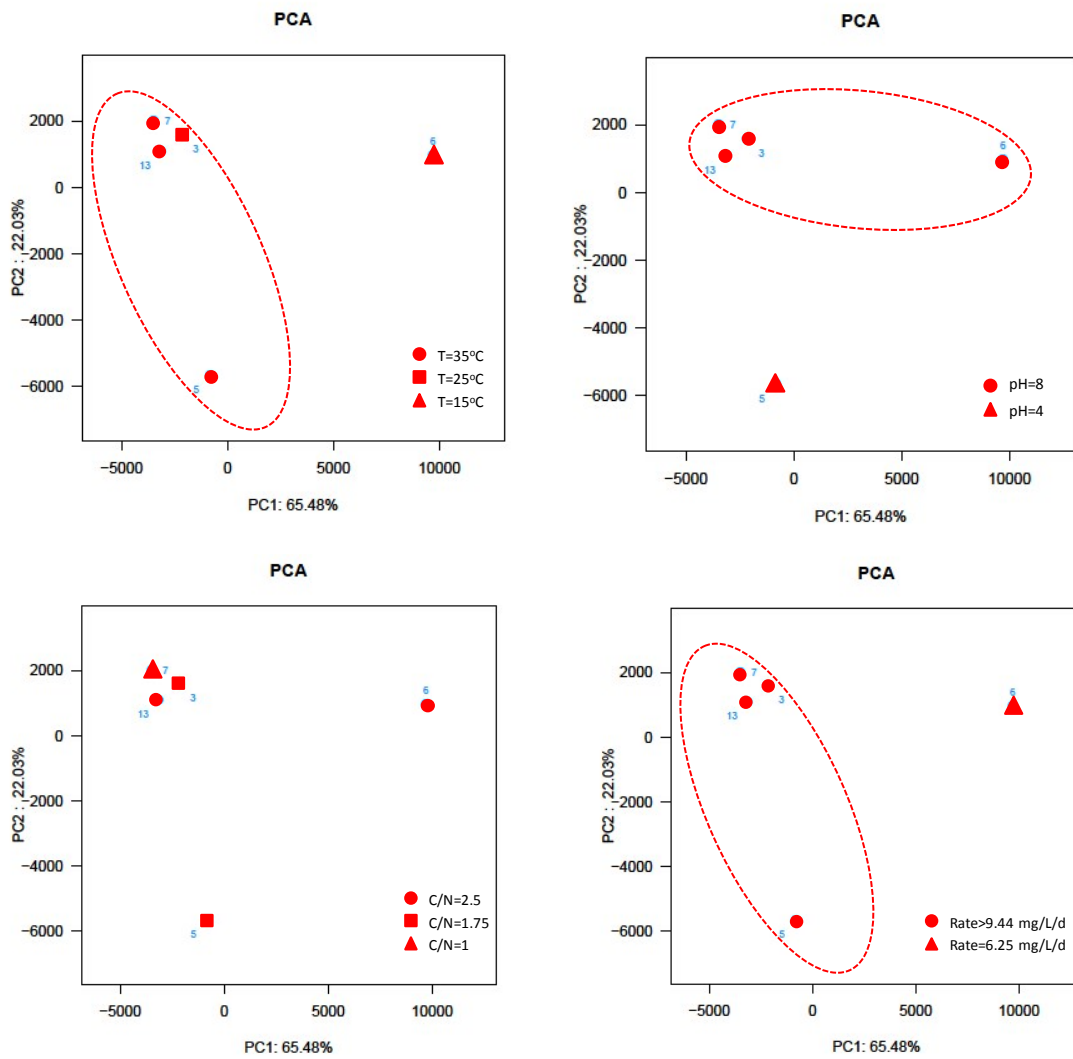 PCA
2000
0
−2000
−4000
−6000
PC2 : 22.03%
7
3
13
6
5
T=35°C
T=25°C
T=15°C
−5000 0 5000 10000
PC1: 65.48%
PCA
2000
0
−2000
−4000
−6000
PC2 : 22.03%
7
3
13
6
5
pH=8
pH=4
−5000 0 5000 10000
PC1: 65.48%
PCA
2000
0
−2000
−4000
−6000
PC2 : 22.03%
7
3
13
6
5
C/N=2.5
C/N=1.75
C/N=1
−5000 0 5000 10000
PC1: 65.48%
PCA
2000
0
−2000
−4000
−6000
PC2 : 22.03%
7
3
13
6
5
Rate>9.44 mg/L/d
Rate=6.25 mg/L/d
−5000 0 5000 10000
PC1: 65.48%